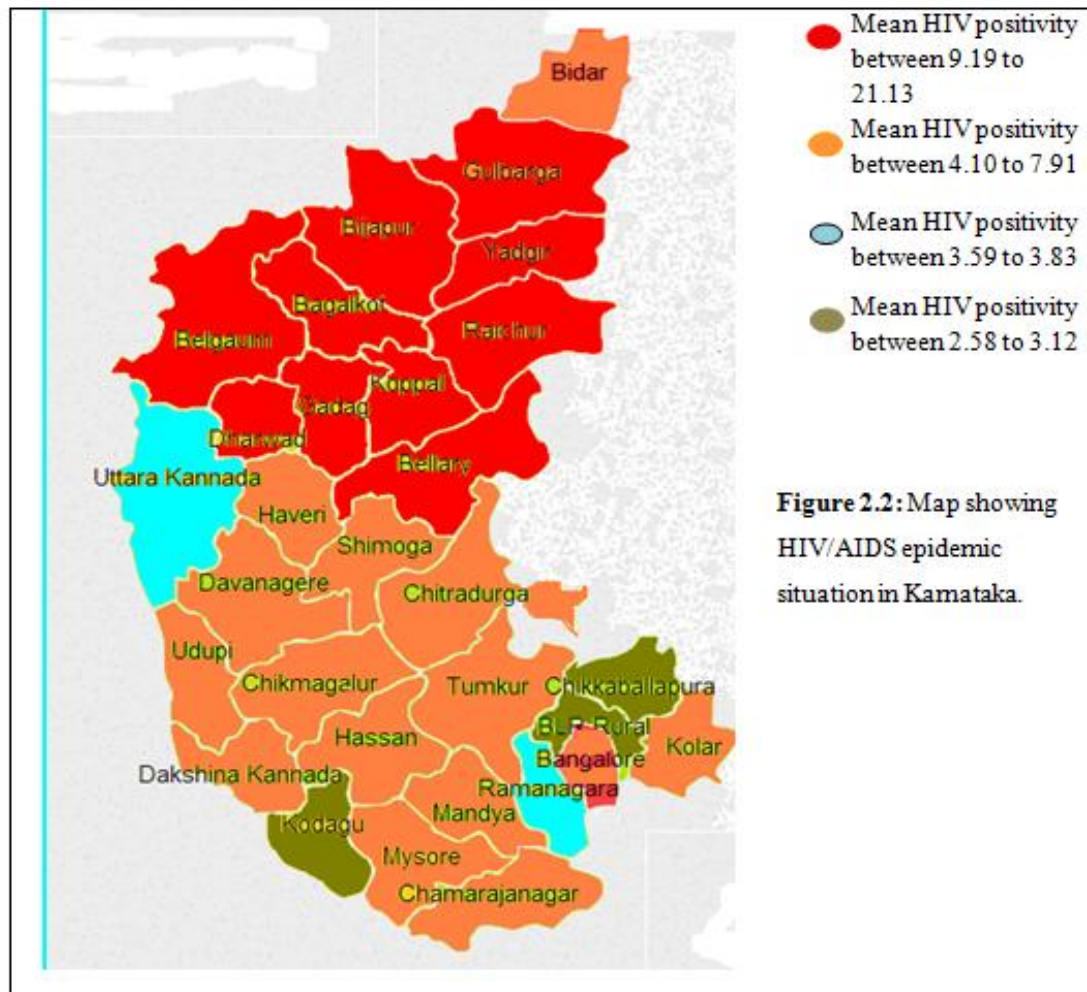 Mean HIV positivity
between 9.19 to
21.13
Mean HIV positivity
between 4.10 to 7.91
Mean HIV positivity
between 3.59 to 3.83
Mean HIV positivity
between 2.58 to 3.12
Bidar
Gulbarga
Bijapur
Yadgir
Bagalkot
Raichur
Belgaum
Koppal
Gadag
Dharwad
Bellary
Uttara Kannada
Haveri
Shimoga
Davanagere
Chitradurga
Udupi
Chikmagalur
Tumkur
Chikkaballapura
BLR Rural
Hassan
Bangalore
Kolar
Dakshina Kannada
Ramanagara
Mandya
Kodagu
Mysore
Chamarajanagar
Figure 2.2: Map showing
HIV/AIDS epidemic
situation in Karnataka.